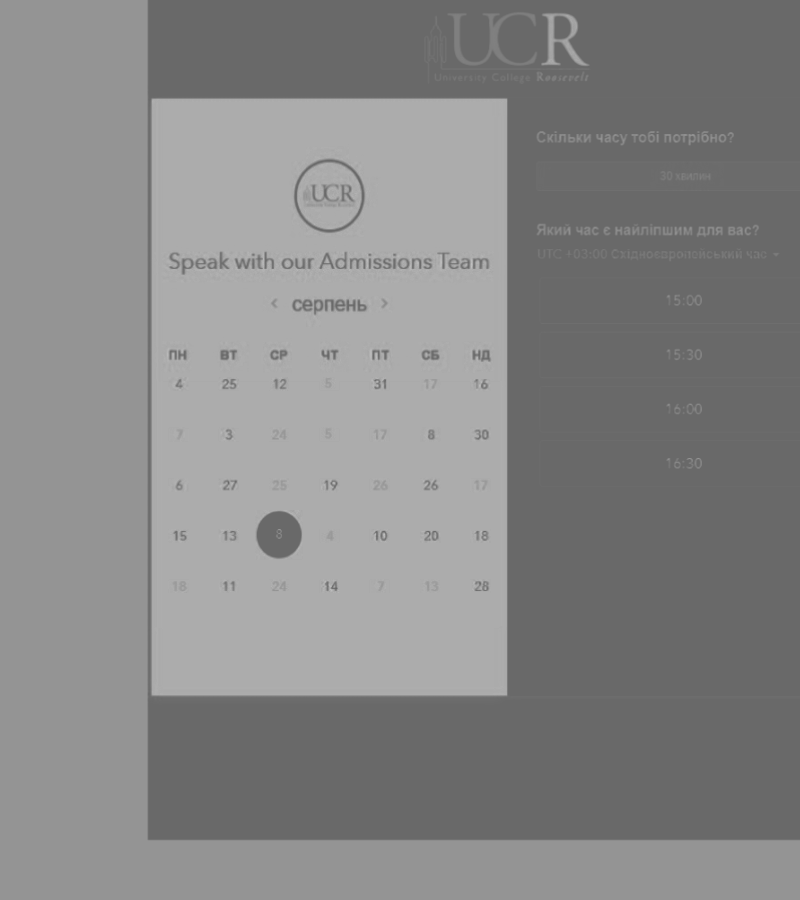 UCR
University College Roosevelt
UCR
Speak with our Admissions Team
< серпень >
ПН ВТ СР ЧТ ПТ СБ НД
4 25 12 5 31 17 16
7 3 24 5 17 8 30
6 27 25 19 26 26 17
15 13 8 4 10 20 18
18 11 24 14 7 13 28
Скільки часу тобі потрібно?
30 хвилин
Який час є найліпшим для вас?
UTC +03:00 Східноєвропейський час
15:00
15:30
16:00
16:30